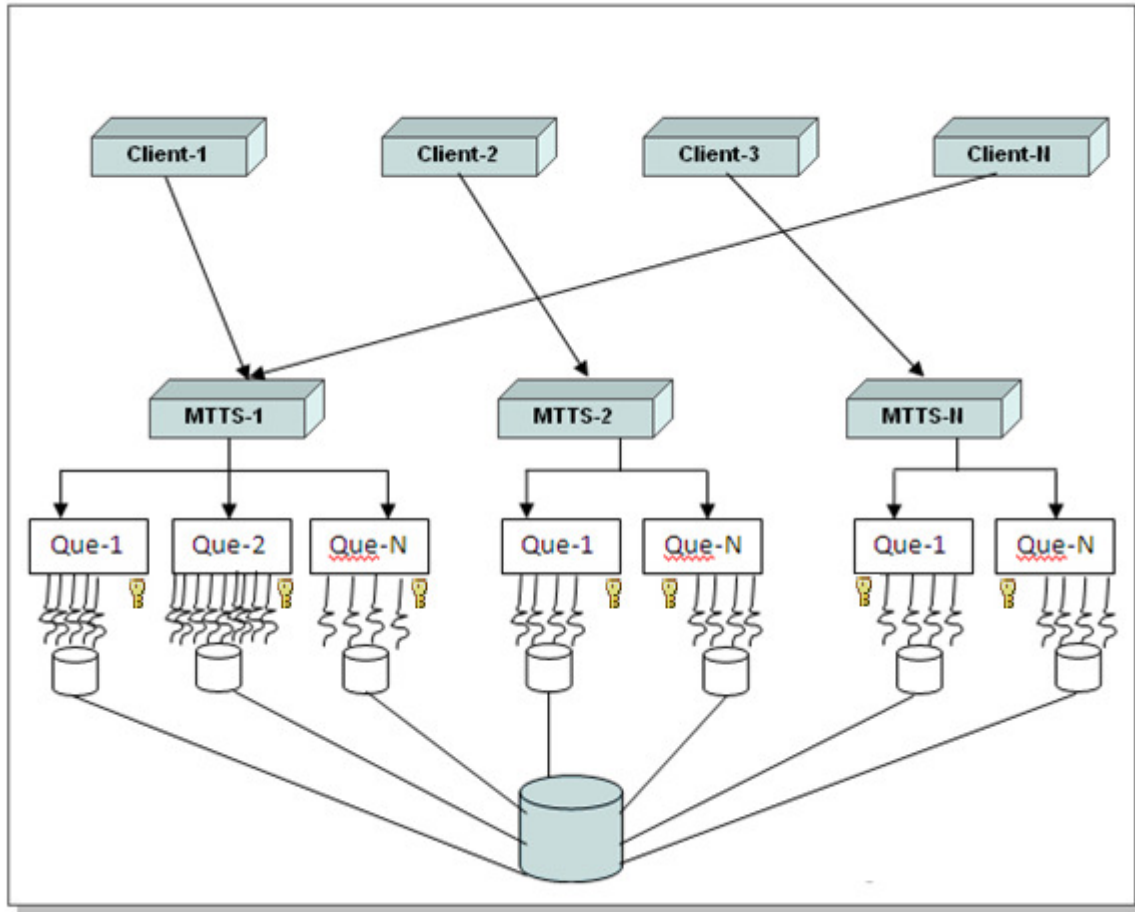 Client-1
Client-2
Client-3
Client-N
MTTS-1
MTTS-2
MTTS-N
Que-1
Que-2
Que-N
Que-1
Que-N
Que-1
Que-N